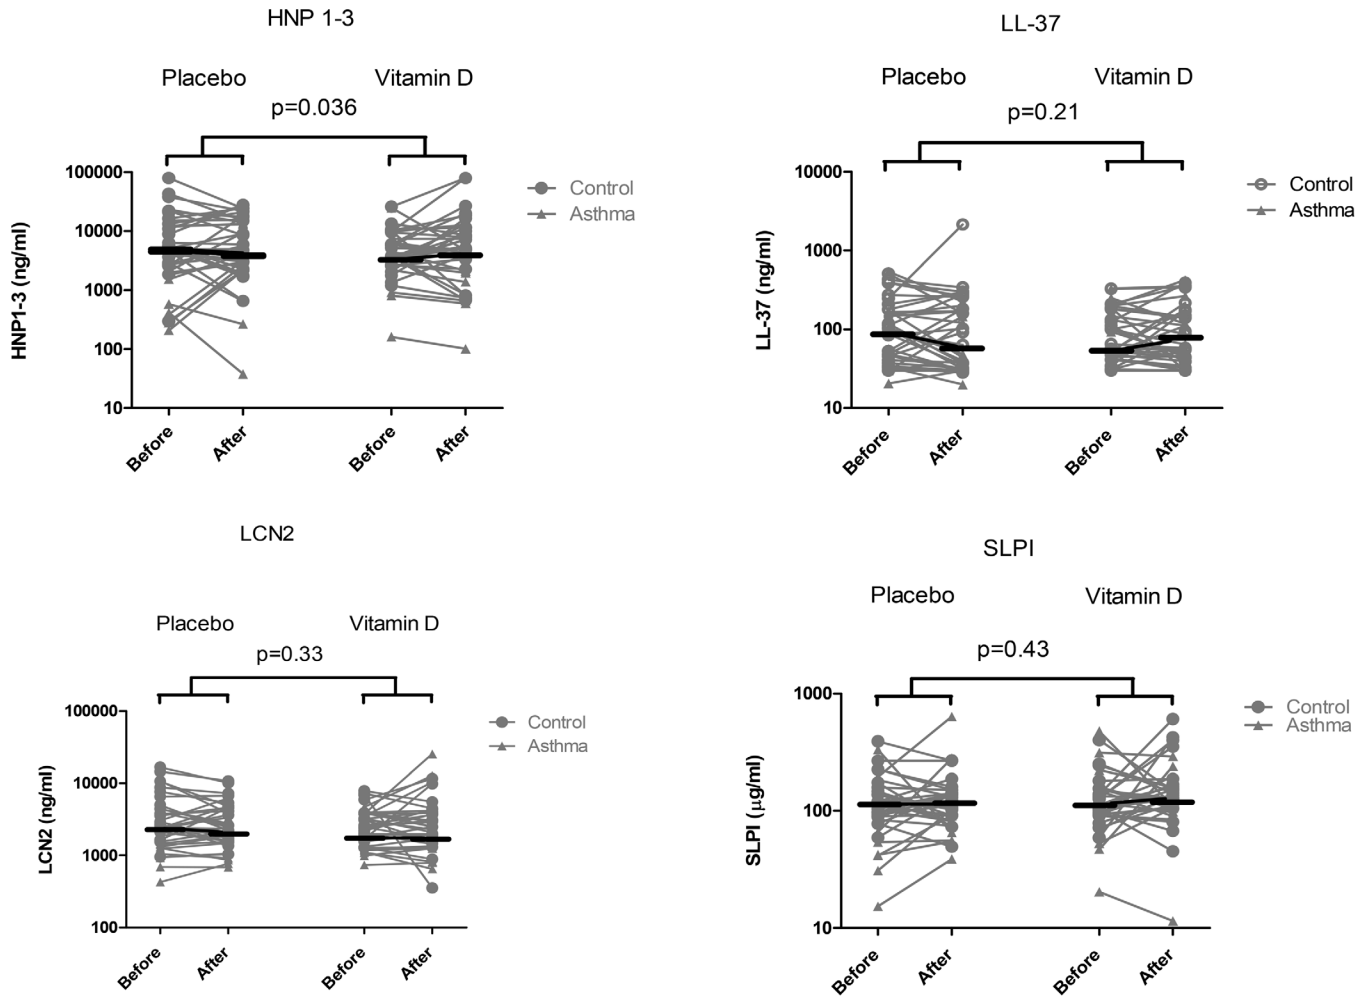 HNP 1-3
Placebo Vitamin D
p=0.036
100000
10000
1000
100
10
HNP1-3 (ng/ml)
Before After Before After
Control
Asthma
LL-37
Placebo Vitamin D
p=0.21
10000
1000
100
10
LL-37 (ng/ml)
Before After Before After
Control
Asthma
LCN2
Placebo Vitamin D
p=0.33
100000
10000
1000
100
LCN2 (ng/ml)
Before After Before After
Control
Asthma
SLPI
Placebo Vitamin D
p=0.43
1000
100
10
SLPI (µg/ml)
Before After Before After
Control
Asthma